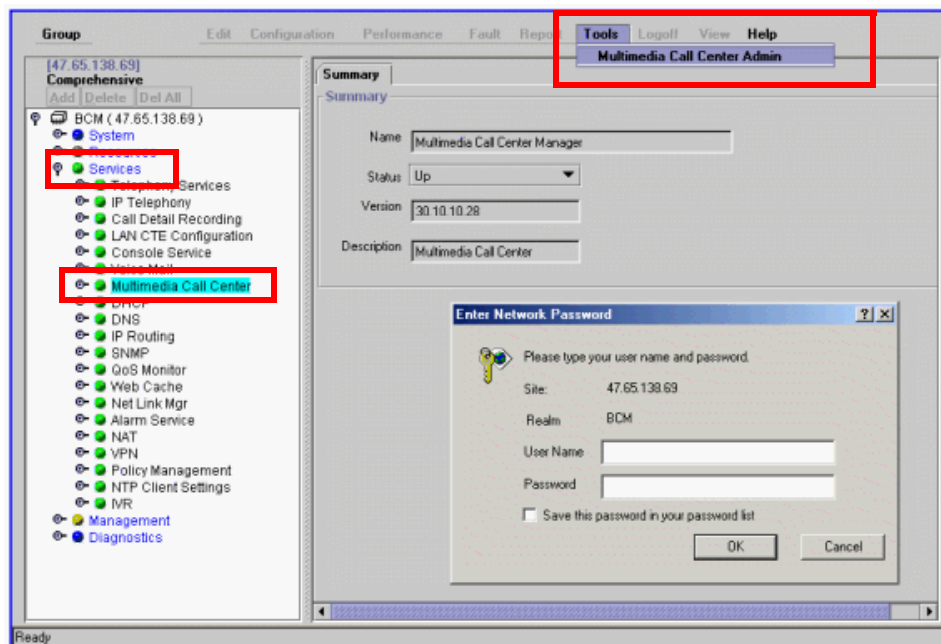 Group Edit Configuration Performance Fault Report Tools Logoff View Help
Multimedia Call Center Admin
[47.65.138.69]
Comprehensive
Add Delete Del All
BCM ( 47.65.138.69 )
System
Resources
Services
Telephony Services
IP Telephony
Call Detail Recording
LAN CTE Configuration
Console Service
Voice Mail
Multimedia Call Center
DHCP
DNS
IP Routing
SNMP
QoS Monitor
Web Cache
Net Link Mgr
Alarm Service
NAT
VPN
Policy Management
NTP Client Settings
IVR
Management
Diagnostics
Summary
Summary
Name Multimedia Call Center Manager
Status Up
Version 30.10.10.28
Description Multimedia Call Center
Enter Network Password
Please type your user name and password.
Site: 47.65.138.69
Realm BCM
User Name
Password
Save this password in your password list
OK Cancel
Ready